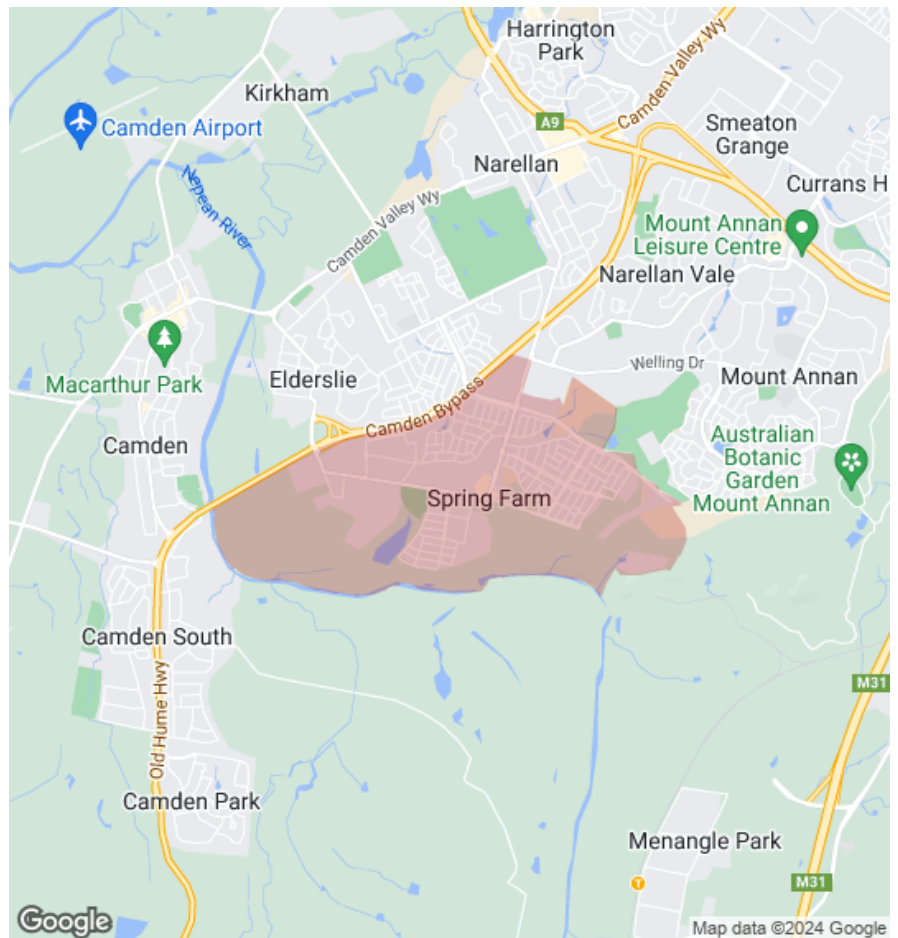 Harrington
Park
Camden Valley Wy
Kirkham
A9
Camden Airport
Smeaton
Grange
Narellan
Currans H
Nepean River
Camden Valley Wy
Mount Annan
Leisure Centre
Narellan Vale
Welling Dr
Macarthur Park
Elderslie
Mount Annan
Camden Bypass
Camden
Australian
Botanic
Garden
Mount Annan
Spring Farm
Camden South
M31
Old Hume Hwy
Camden Park
Menangle Park
T
M31
Google
Map data ©2024 Google